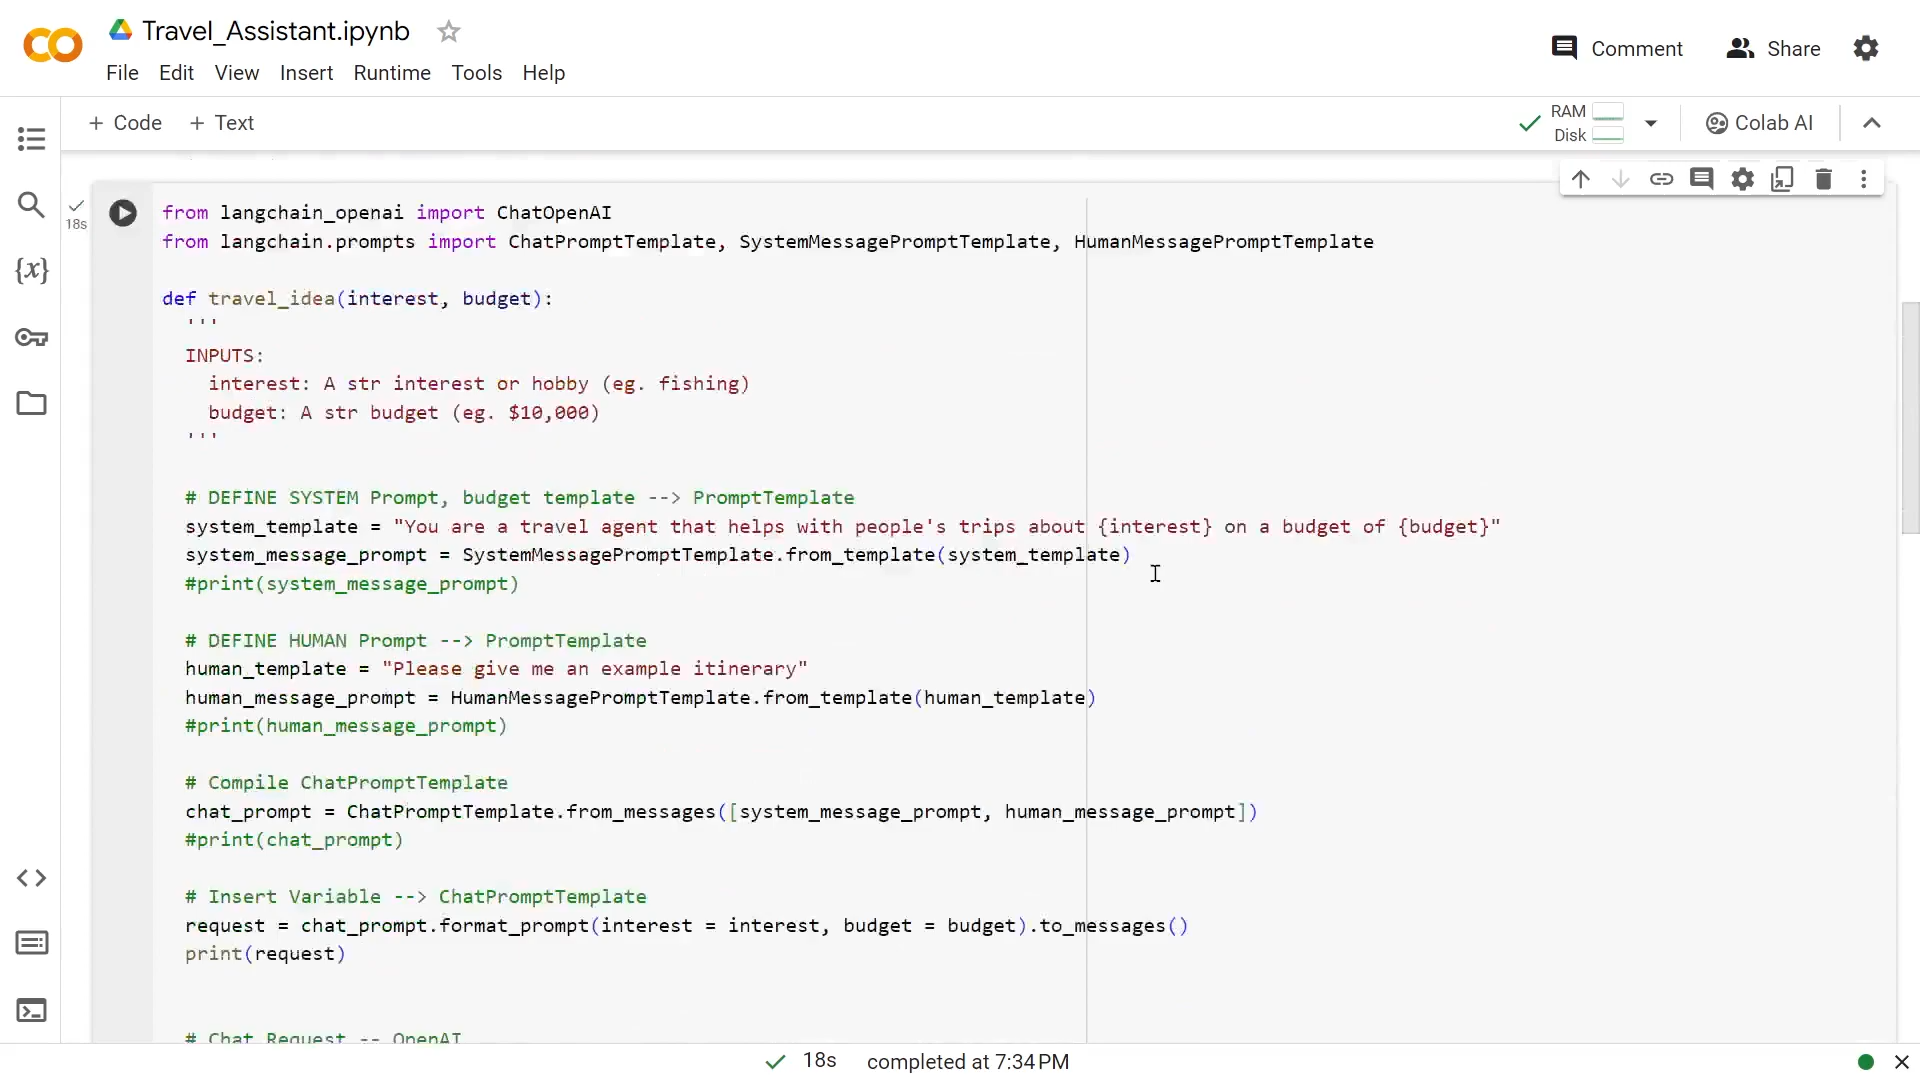 Travel_Assistant.ipynb
File Edit View Insert Runtime Tools Help
Comment Share
+ Code + Text
RAM
Disk
Colab AI
18s
from langchain_openai import ChatOpenAI
from langchain.prompts import ChatPromptTemplate, SystemMessagePromptTemplate, HumanMessagePromptTemplate
def travel_idea(interest, budget):
'''
INPUTS:
interest: A str interest or hobby (eg. fishing)
budget: A str budget (eg. $10,000)
'''
# DEFINE SYSTEM Prompt, budget template --> PromptTemplate
system_template = "You are a travel agent that helps with people's trips about {interest} on a budget of {budget}"
system_message_prompt = SystemMessagePromptTemplate.from_template(system_template)
#print(system_message_prompt)
# DEFINE HUMAN Prompt --> PromptTemplate
human_template = "Please give me an example itinerary"
human_message_prompt = HumanMessagePromptTemplate.from_template(human_template)
#print(human_message_prompt)
# Compile ChatPromptTemplate
chat_prompt = ChatPromptTemplate.from_messages([system_message_prompt, human_message_prompt])
#print(chat_prompt)
# Insert Variable --> ChatPromptTemplate
request = chat_prompt.format_prompt(interest = interest, budget = budget).to_messages()
print(request)
# Chat Request -- OpenAI
18s completed at 7:34 PM